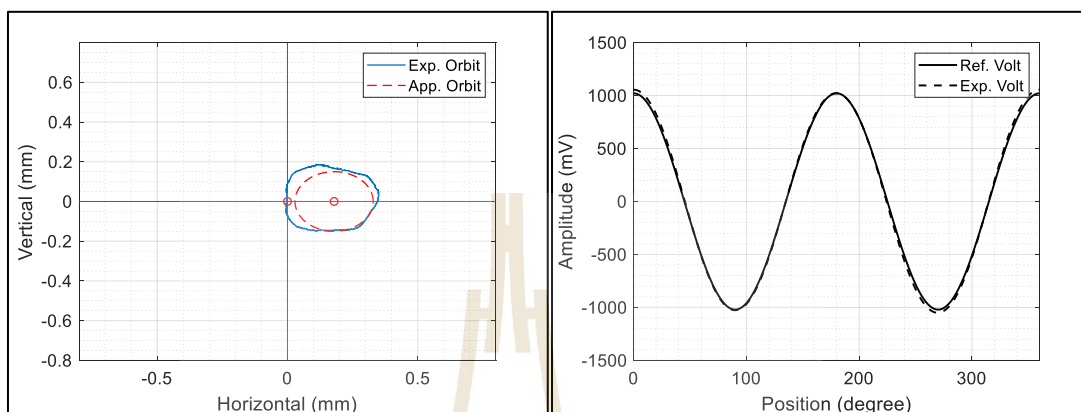 Exp. Orbit
App. Orbit
0.6
0.4
0.2
0
-0.2
-0.4
-0.6
-0.8
-0.5
0
0.5
Vertical (mm)
Horizontal (mm)
Ref. Volt
Exp. Volt
1500
1000
500
0
-500
-1000
-1500
0
100
200
300
Amplitude (mV)
Position (degree)